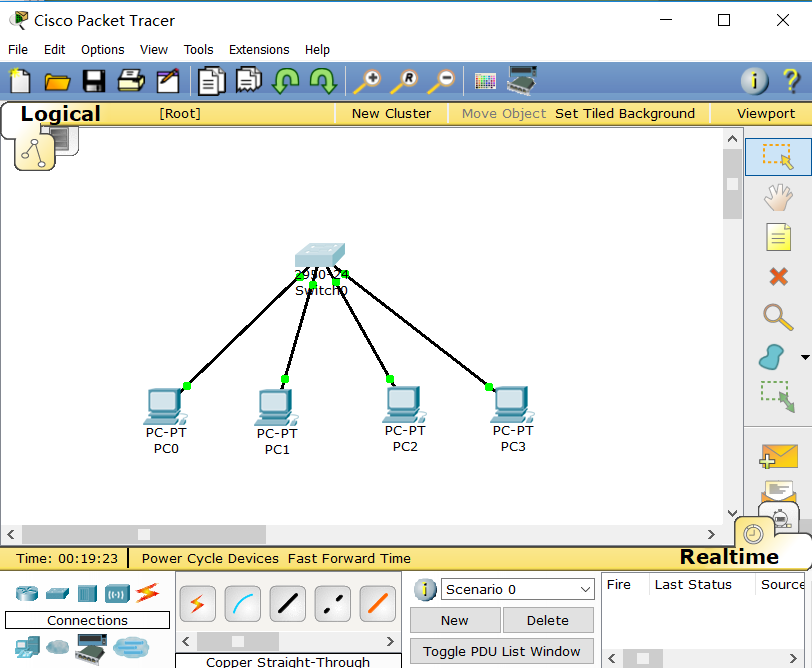 Cisco Packet Tracer
File Edit Options View Tools Extensions Help
Logical [Root] New Cluster Move Object Set Tiled Background Viewport
2950-24
Switch0
PC-PT
PC0
PC-PT
PC1
PC-PT
PC2
PC-PT
PC3
Time: 00:19:23 Power Cycle Devices Fast Forward Time Realtime
Scenario 0
Fire Last Status Source
Connections
New Delete
Toggle PDU List Window
Copper Straight-Through